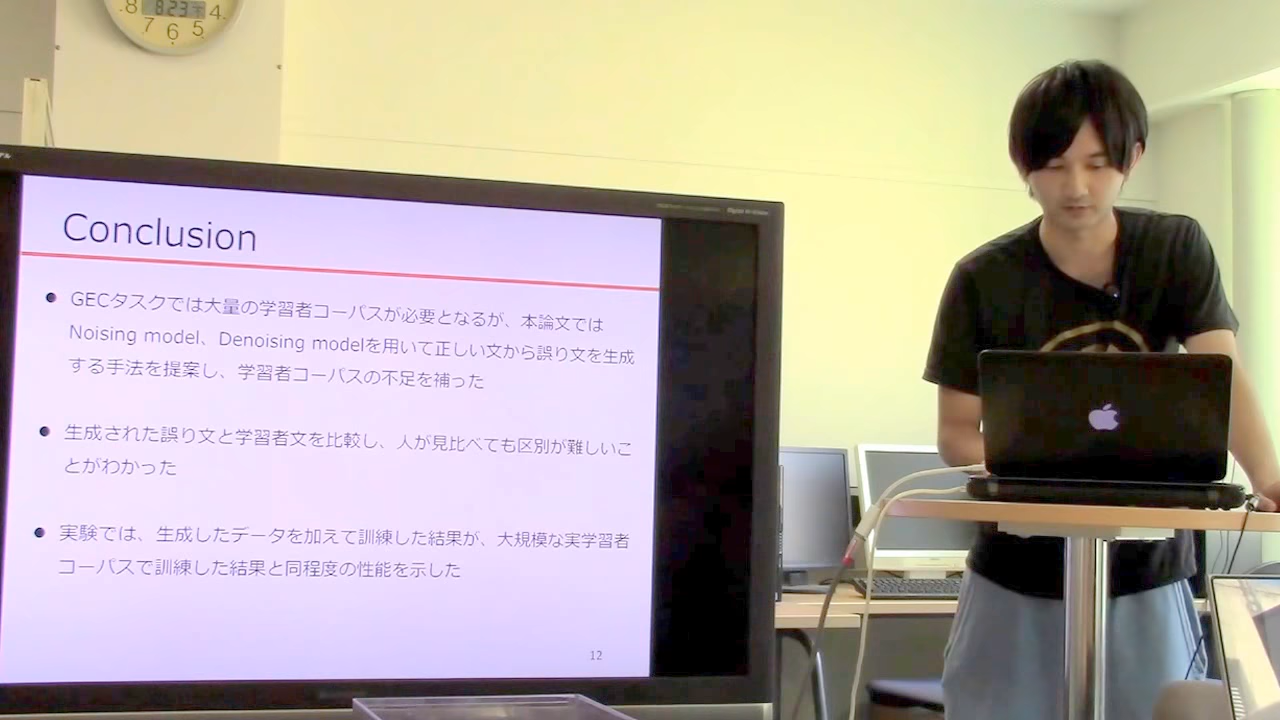 8
8.23
4
7
6
5
Conclusion
GECタスクでは大量の学習者コーパスが必要となるが、本論文では
Noising model、Denoising modelを用いて正しい文から誤り文を生成
する手法を提案し、学習者コーパスの不足を補った
生成された誤り文と学習者文を比較し、人が見比べても区別が難しいこ
とがわかった
実験では、生成したデータを加えて訓練した結果が、大規模な実学習者
コーパスで訓練した結果と同程度の性能を示した
12